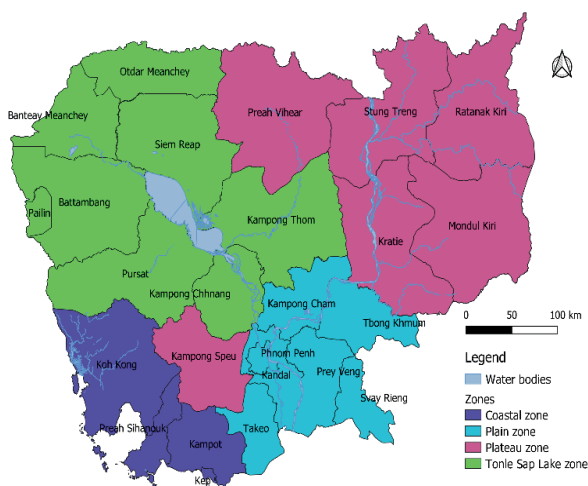 Otdar Meanchey
Banteay Meanchey
Preah Vihear
Stung Treng
Ratanak Kiri
Siem Reap
Battambang
Pailin
Kampong Thom
Mondul Kiri
Kratie
Pursat
Kampong Chhnang
Kampong Cham
Tbong Khmum
Koh Kong
Kampong Speu
Phnom Penh
Kandal
Prey Veng
Svay Rieng
Preah Sihanouk
Kampot
Takeo
Kep
0 50 100 km
Legend
Water bodies
Zones
Coastal zone
Plain zone
Plateau zone
Tonle Sap Lake zone